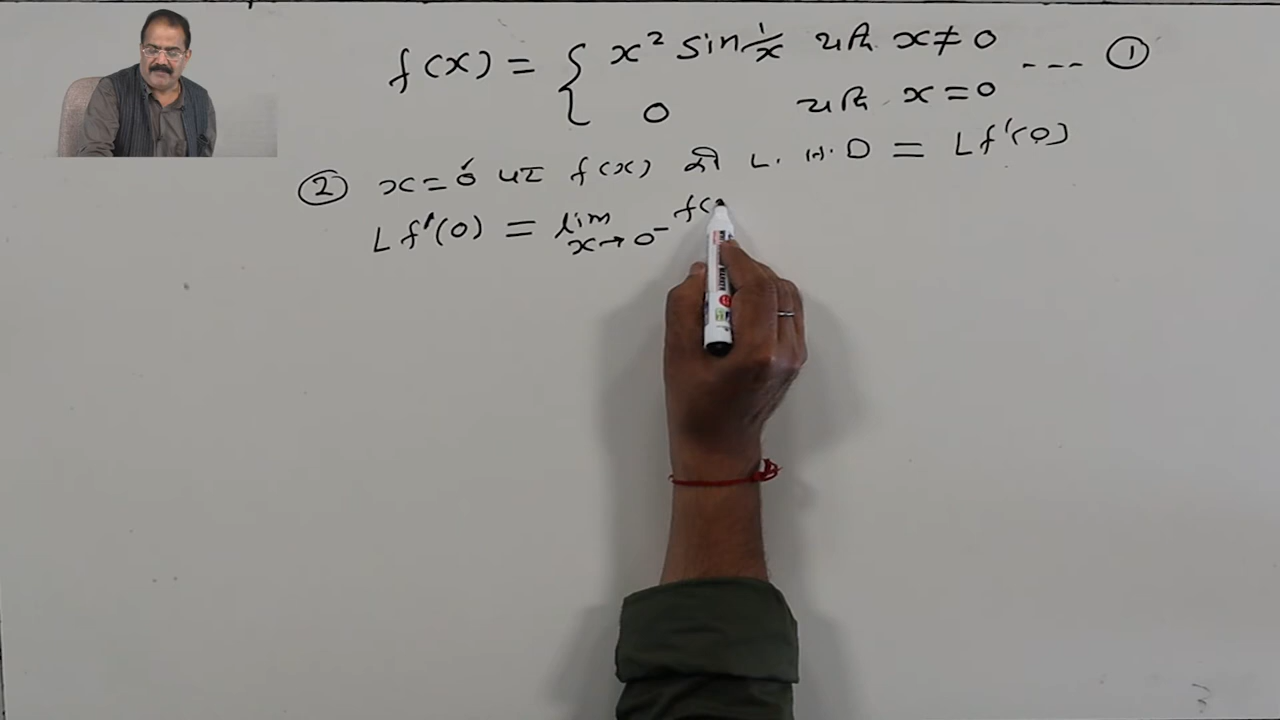 f(x) = { x² sin 1/x यदि x ≠ 0
0 यदि x = 0 --- ①
② x = 0 पर f(x) की L. H. D = Lf'(0)
Lf'(0) = lim x→0⁻ f(